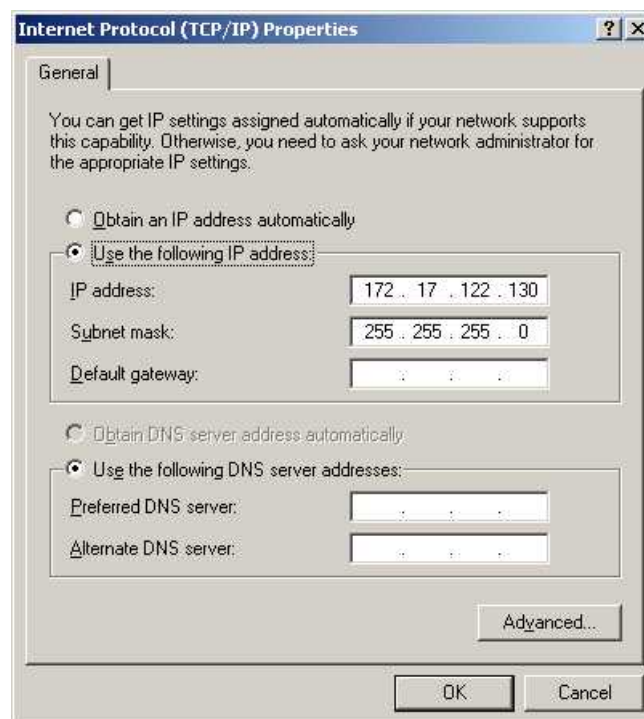 Internet Protocol (TCP/IP) Properties
General
You can get IP settings assigned automatically if your network supports
this capability. Otherwise, you need to ask your network administrator for
the appropriate IP settings.
Obtain an IP address automatically
Use the following IP address:
IP address: 172 . 17 . 122 . 130
Subnet mask: 255 . 255 . 255 . 0
Default gateway: . . .
Obtain DNS server address automatically
Use the following DNS server addresses:
Preferred DNS server: . . .
Alternate DNS server: . . .
Advanced...
OK Cancel